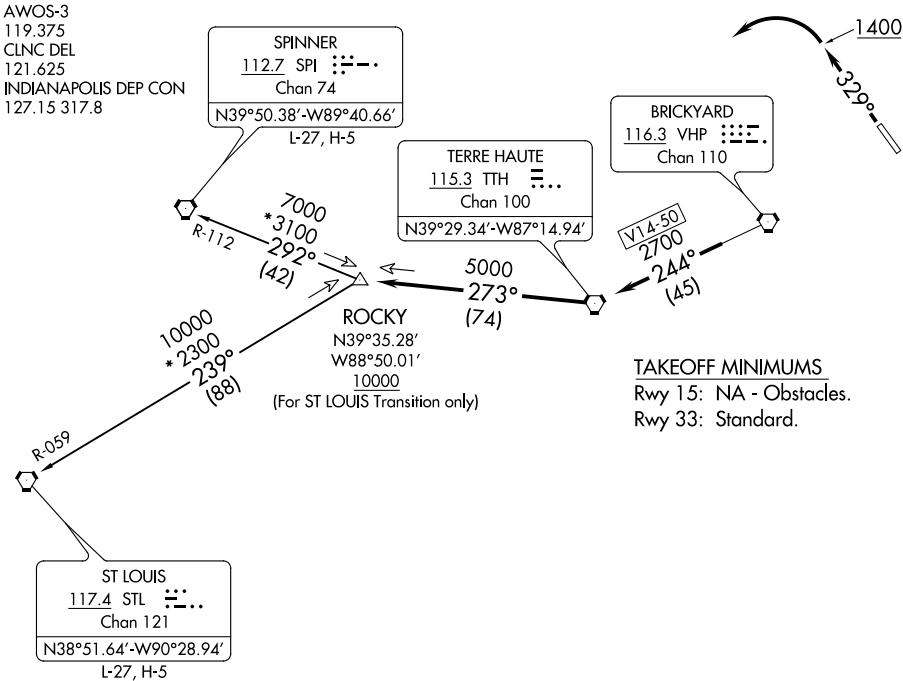 AWOS-3
119.375
CLNC DEL
121.625
INDIANAPOLIS DEP CON
127.15 317.8
SPINNER
112.7 SPI
Chan 74
N39°50.38'-W89°40.66'
L-27, H-5
1400
329°
BRICKYARD
116.3 VHP
Chan 110
TERRE HAUTE
115.3 TTH
Chan 100
N39°29.34'-W87°14.94'
V14-50
2700
244°
(45)
7000
*3100
292°
(42)
R-112
5000
273°
(74)
ROCKY
N39°35.28'
W88°50.01'
10000
(For ST LOUIS Transition only)
10000
*2300
239°
(88)
R-059
TAKEOFF MINIMUMS
Rwy 15: NA - Obstacles.
Rwy 33: Standard.
ST LOUIS
117.4 STL
Chan 121
N38°51.64'-W90°28.94'
L-27, H-5